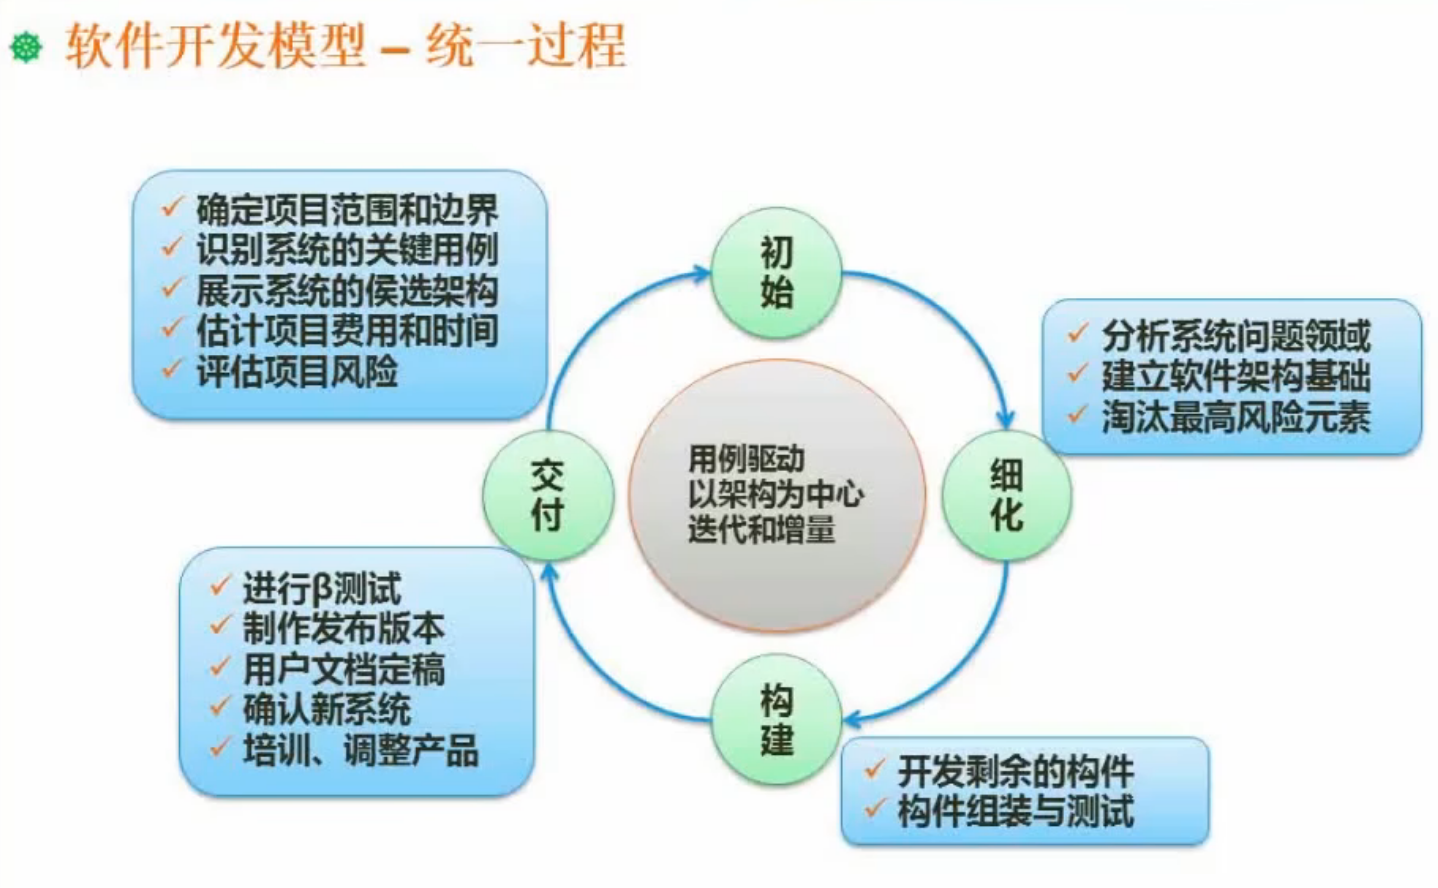 软件开发模型 – 统一过程
确定项目范围和边界
识别系统的关键用例
展示系统的侯选架构
估计项目费用和时间
评估项目风险
初
始
分析系统问题领域
建立软件架构基础
淘汰最高风险元素
用例驱动
以架构为中心
迭代和增量
交
付
细
化
进行β测试
制作发布版本
用户文档定稿
确认新系统
培训、调整产品
构
建
开发剩余的构件
构件组装与测试